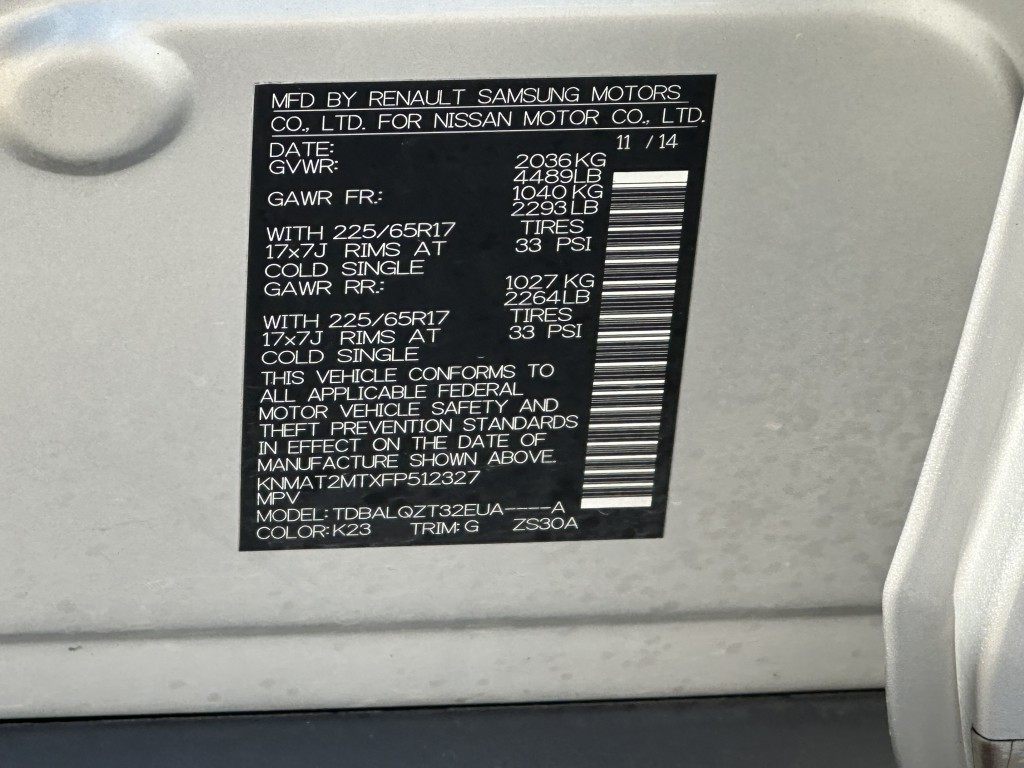 MFD BY RENAULT SAMSUNG MOTORS
CO., LTD. FOR NISSAN MOTOR CO., LTD.
DATE: 11 / 14
GVWR: 2036 KG
4489 LB
GAWR FR.: 1040 KG
2293 LB
WITH 225/65R17 TIRES
17x7J RIMS AT 33 PSI
COLD SINGLE
GAWR RR.: 1027 KG
2264 LB
WITH 225/65R17 TIRES
17x7J RIMS AT 33 PSI
COLD SINGLE
THIS VEHICLE CONFORMS TO
ALL APPLICABLE FEDERAL
MOTOR VEHICLE SAFETY AND
THEFT PREVENTION STANDARDS
IN EFFECT ON THE DATE OF
MANUFACTURE SHOWN ABOVE.
KNMAT2MTXFP512327
MPV
MODEL: TDBALQZT32EUA----A
COLOR: K23 TRIM: G ZS30A